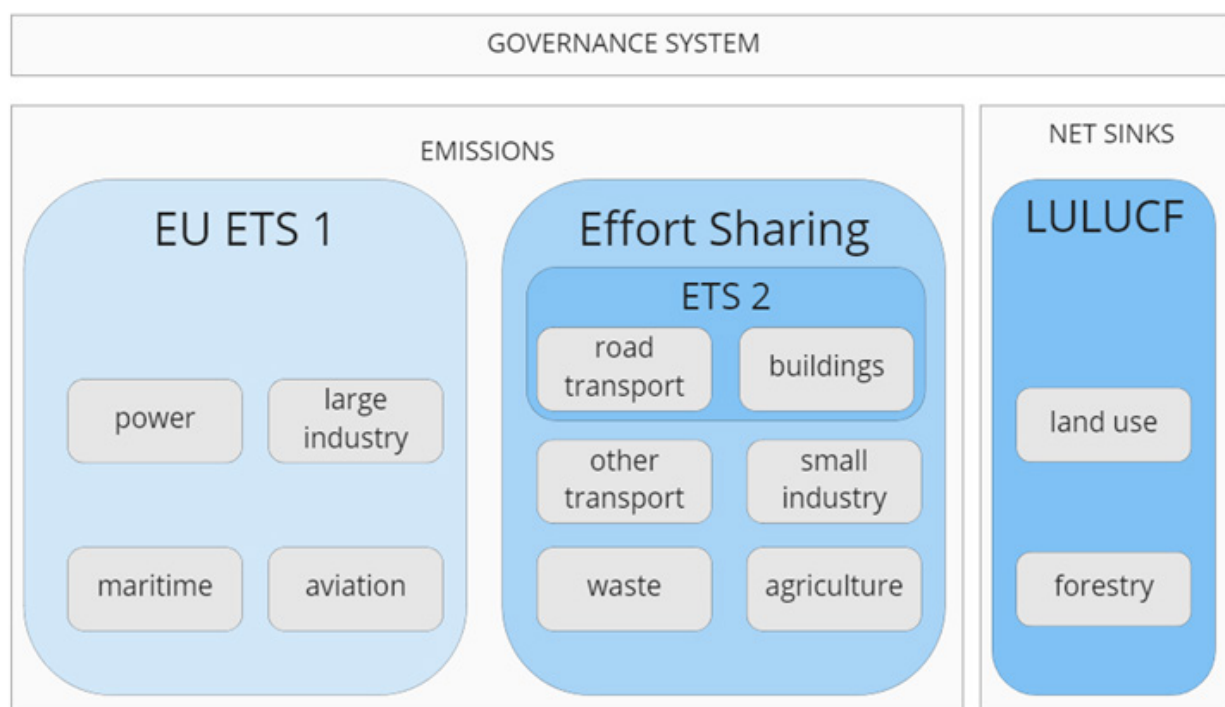 GOVERNANCE SYSTEM
EMISSIONS
EU ETS 1
power
large
industry
maritime
aviation
Effort Sharing
ETS 2
road
transport
buildings
other
transport
small
industry
waste
agriculture
NET SINKS
LULUCF
land use
forestry